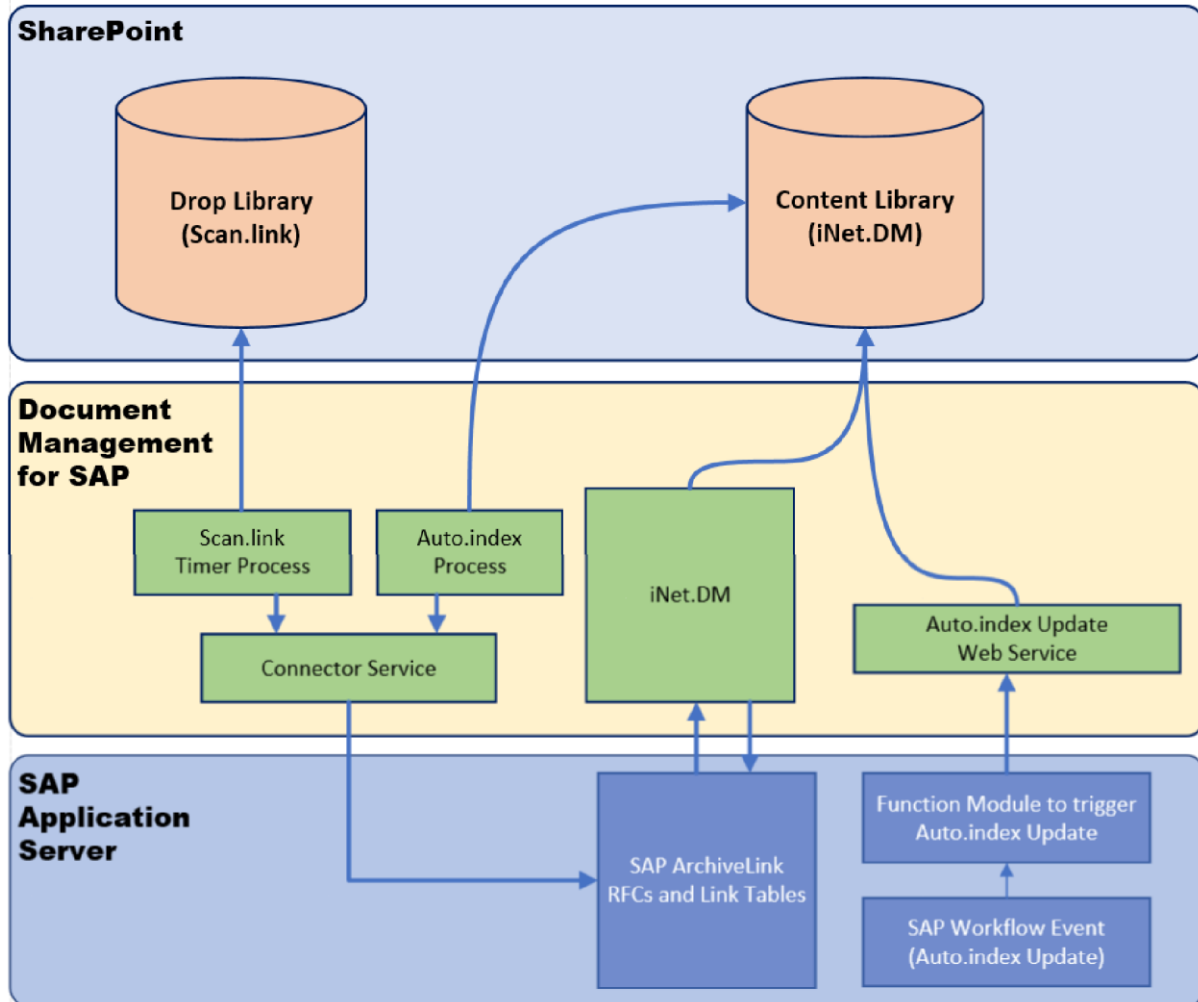 SharePoint
Drop Library
(Scan.link)
Content Library
(iNet.DM)
Document
Management
for SAP
Scan.link
Timer Process
Auto.index
Process
Connector Service
iNet.DM
Auto.index Update
Web Service
SAP
Application
Server
SAP ArchiveLink
RFCs and Link Tables
Function Module to trigger
Auto.index Update
SAP Workflow Event
(Auto.index Update)